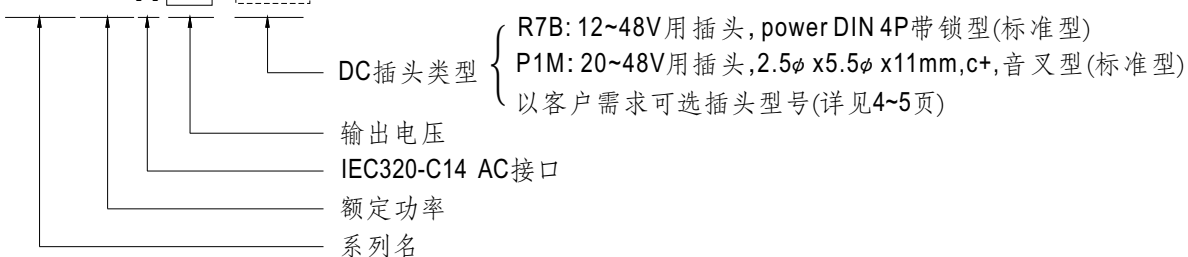 R7B: 12~48V用插头, power DIN 4P带锁型(标准型)
DC插头类型
P1M: 20~48V用插头,2.5φ x5.5φ x11mm,c+,音叉型(标准型)
以客户需求可选插头型号(详见4~5页)
输出电压
IEC320-C14 AC接口
额定功率
系列名